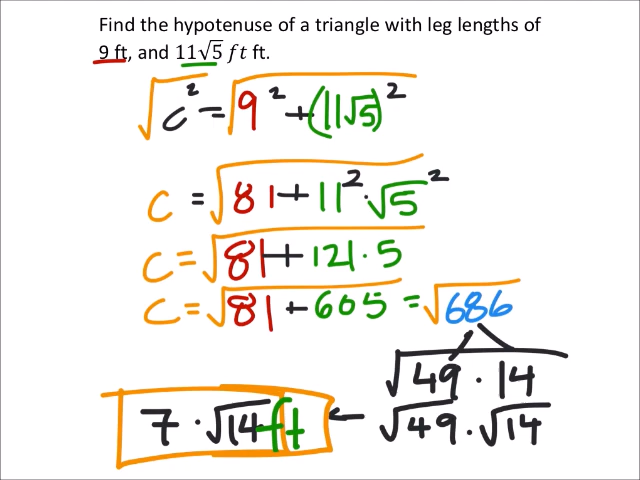 Find the hypotenuse of a triangle with leg lengths of
9 ft, and 11√5 ft ft.
√c² = √9² + (11√5)²
c = √81 + 11² · √5²
c = √81 + 121 · 5
c = √81 + 605 = √686
√49 · 14
7 · √14 ft ← √49 · √14